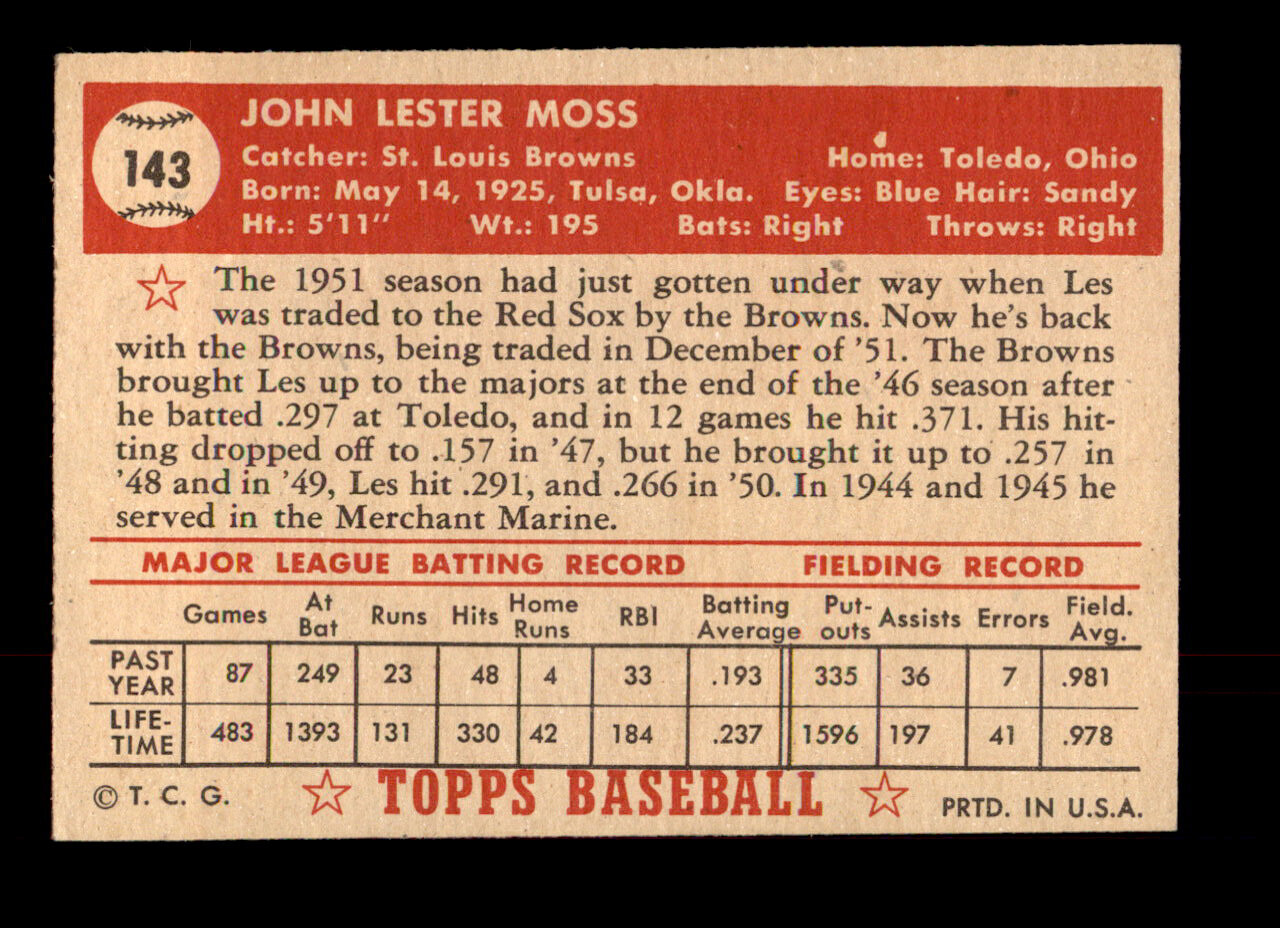 143
JOHN LESTER MOSS
Catcher: St. Louis Browns Home: Toledo, Ohio
Born: May 14, 1925, Tulsa, Okla. Eyes: Blue Hair: Sandy
Ht.: 5'11" Wt.: 195 Bats: Right Throws: Right
The 1951 season had just gotten under way when Les
was traded to the Red Sox by the Browns. Now he's back
with the Browns, being traded in December of '51. The Browns
brought Les up to the majors at the end of the '46 season after
he batted .297 at Toledo, and in 12 games he hit .371. His hit-
ting dropped off to .157 in '47, but he brought it up to .257 in
'48 and in '49, Les hit .291, and .266 in '50. In 1944 and 1945 he
served in the Merchant Marine.
MAJOR LEAGUE BATTING RECORD FIELDING RECORD
Games At Bat Runs Hits Home Runs RBI Batting Average Put-outs Assists Errors Field. Avg.
PAST YEAR 87 249 23 48 4 33 .193 335 36 7 .981
LIFE-TIME 483 1393 131 330 42 184 .237 1596 197 41 .978
© T. C. G. TOPPS BASEBALL PRTD. IN U.S.A.